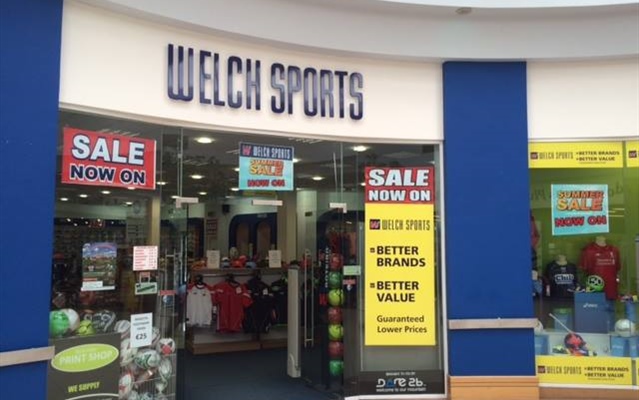 WELCH SPORTS
SALE
NOW ON
WELCH SPORTS
SUMMER
SALE
NOW ON
SALE
NOW ON
WELCH SPORTS
=BETTER
BRANDS
=BETTER
VALUE
Guaranteed
Lower Prices
DARE 2b
PRINT SHOP
WE SUPPLY
€25
WELCH SPORTS
=BETTER BRANDS
=BETTER VALUE
SUMMER
SALE
NOW ON
WELCH SPORTS
=BETTER BRANDS
=BETTER VALUE